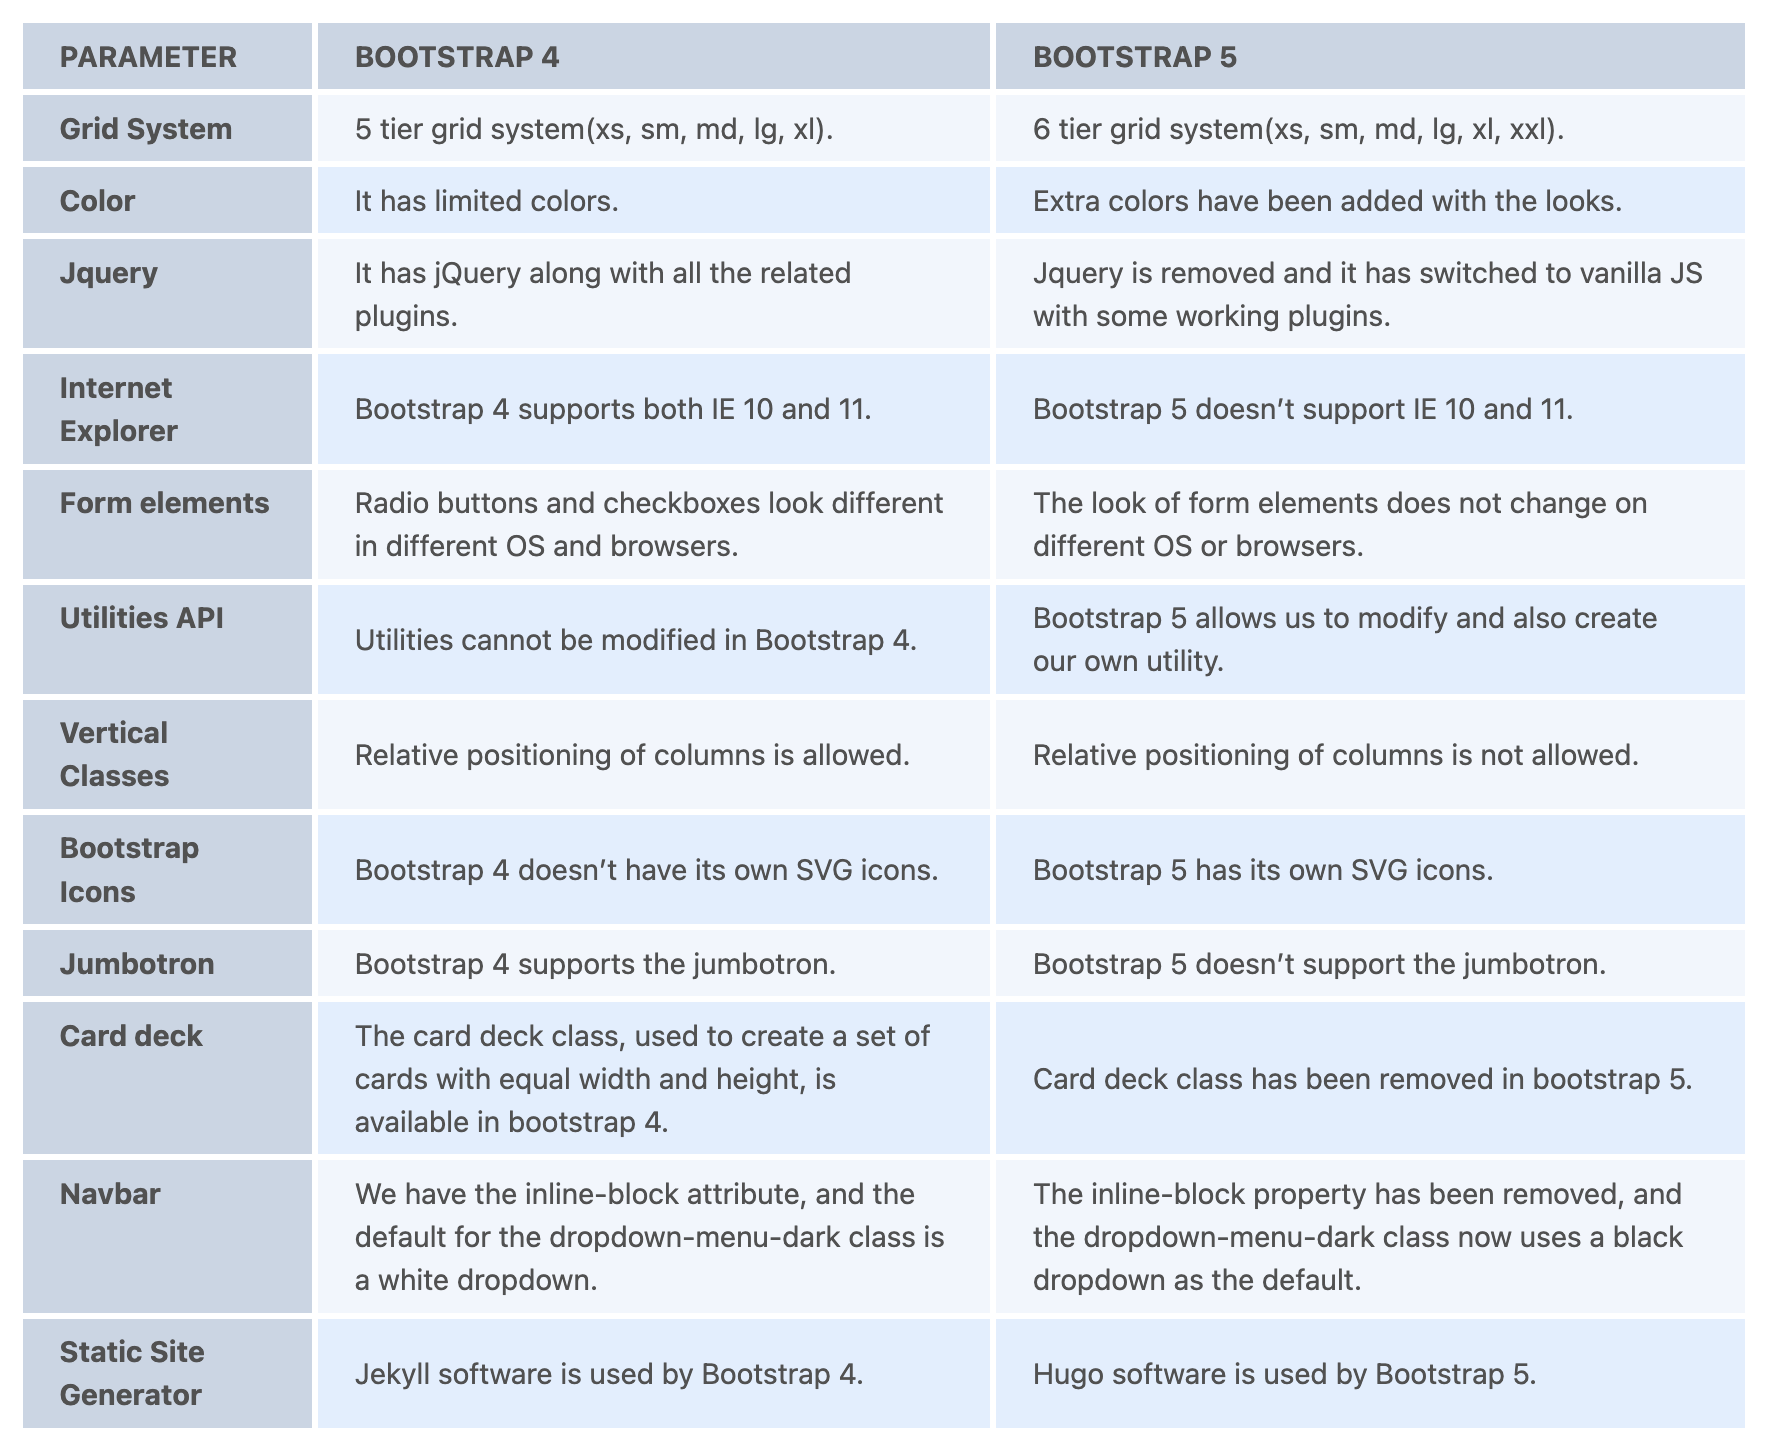 PARAMETER
BOOTSTRAP 4
BOOTSTRAP 5
Grid System
5 tier grid system(xs, sm, md, lg, xl).
6 tier grid system(xs, sm, md, lg, xl, xxl).
Color
It has limited colors.
Extra colors have been added with the looks.
Jquery
It has jQuery along with all the related
plugins.
Jquery is removed and it has switched to vanilla JS
with some working plugins.
Internet
Explorer
Bootstrap 4 supports both IE 10 and 11.
Bootstrap 5 doesn’t support IE 10 and 11.
Form elements
Radio buttons and checkboxes look different
in different OS and browsers.
The look of form elements does not change on
different OS or browsers.
Utilities API
Utilities cannot be modified in Bootstrap 4.
Bootstrap 5 allows us to modify and also create
our own utility.
Vertical
Classes
Relative positioning of columns is allowed.
Relative positioning of columns is not allowed.
Bootstrap
Icons
Bootstrap 4 doesn’t have its own SVG icons.
Bootstrap 5 has its own SVG icons.
Jumbotron
Bootstrap 4 supports the jumbotron.
Bootstrap 5 doesn’t support the jumbotron.
Card deck
The card deck class, used to create a set of
cards with equal width and height, is
available in bootstrap 4.
Card deck class has been removed in bootstrap 5.
Navbar
We have the inline-block attribute, and the
default for the dropdown-menu-dark class is
a white dropdown.
The inline-block property has been removed, and
the dropdown-menu-dark class now uses a black
dropdown as the default.
Static Site
Generator
Jekyll software is used by Bootstrap 4.
Hugo software is used by Bootstrap 5.